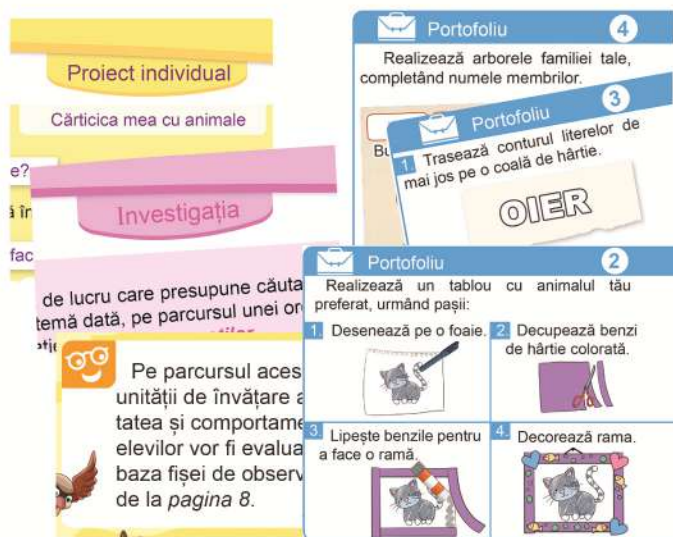 Proiect individual
Cărticica mea cu animale
e?
ă în
fac
Investigația
de lucru care presupune căuta
temă dată, pe parcursul unei or
Pe parcursul aces
unității de învățare a
tatea și comportame
elevilor vor fi evalua
baza fișei de observ
de la pagina 8.
Portofoliu 4
Realizează arborele familiei tale,
completând numele membrilor.
Bu
Portofoliu 3
1. Trasează conturul literelor de
mai jos pe o coală de hârtie.
OIER
Portofoliu 2
Realizează un tablou cu animalul tău
preferat, urmând pașii:
1. Desenează pe o foaie.
2. Decupează benzi
de hârtie colorată.
3. Lipește benzile pentru
a face o ramă.
4. Decorează rama.